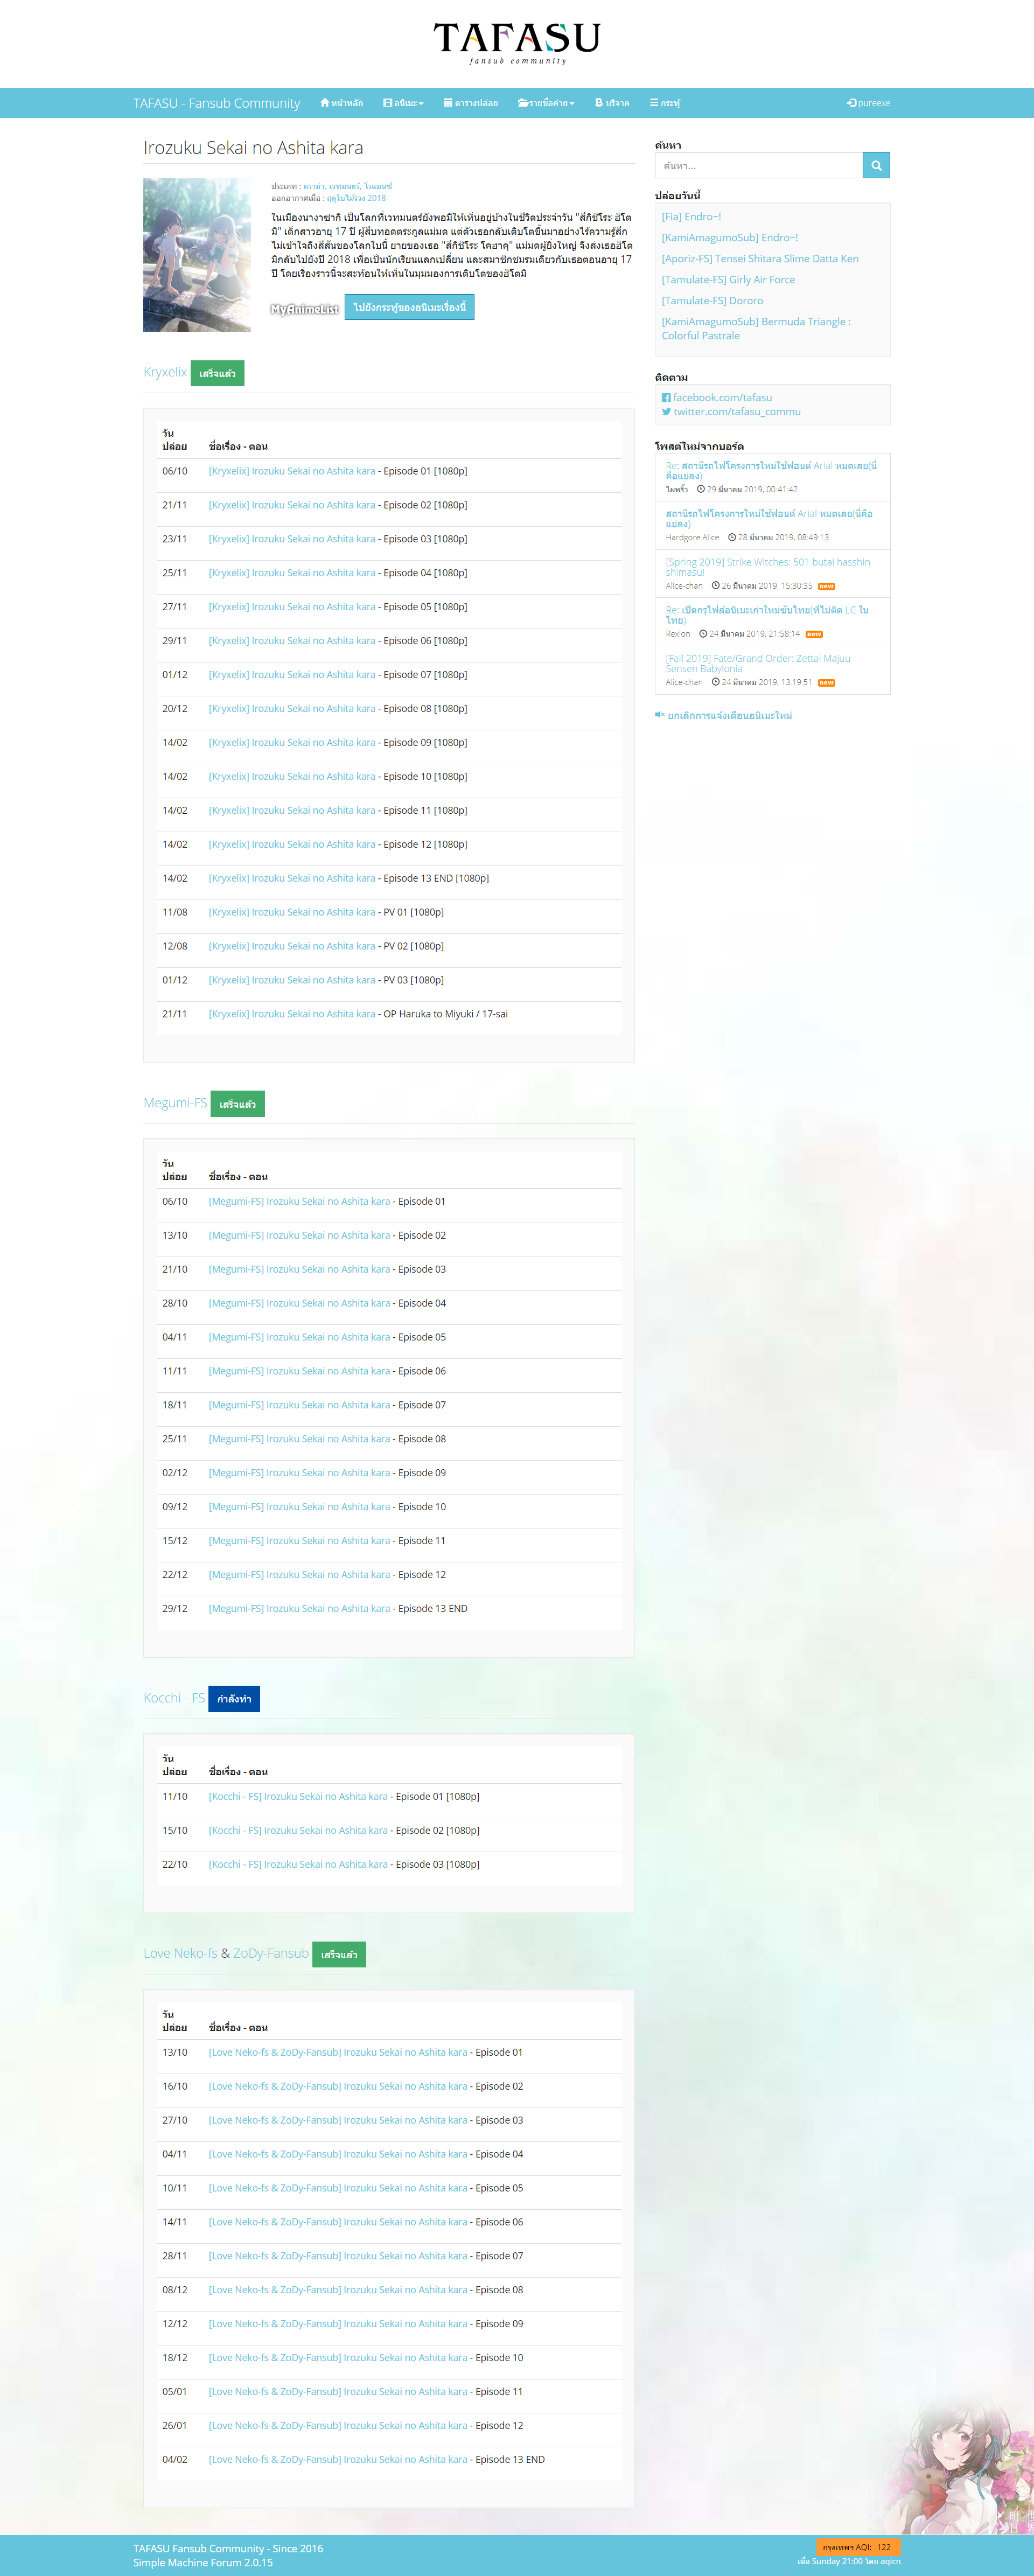 TAFASU
fansub community
TAFASU - Fansub Community
หน้าหลัก
อนิเมะ
ตารางปล่อย
รายชื่อค่าย
บริจาค
กระทู้
pureexe
Irozuku Sekai no Ashita kara
ประเภท : ดราม่า, เวทมนตร์, โรแมนซ์
ออกอากาศเมื่อ : ฤดูใบไม้ร่วง 2018
ในเมืองนางาซากิ เป็นโลกที่เวทมนตร์ยังพอมีให้เห็นอยู่บ้างในชีวิตประจำวัน "สึกิชิโระ ฮิโต
มิ" เด็กสาวอายุ 17 ปี ผู้สืบทอดตระกูลแม่มด แต่ตัวเธอกลับเติบโตขึ้นมาอย่างไร้ความรู้สึก
ไม่เข้าใจถึงสีสันของโลกใบนี้ ยายของเธอ "สึกิชิโระ โคฮาคุ" แม่มดผู้ยิ่งใหญ่ จึงส่งเธอฮิโต
มิกลับไปยังปี 2018 เพื่อเป็นนักเรียนแลกเปลี่ยน และสมาชิกชมรมเดียวกับเธอตอนอายุ 17
ปี โดยเรื่องราวนี้จะสะท้อนให้เห็นในมุมมองการเติบโตของฮิโตมิ
MyAnimeList
ไปยังกระทู้ของอนิเมะเรื่องนี้
Kryxelix เสร็จแล้ว
วัน
ปล่อย ชื่อเรื่อง - ตอน
06/10 [Kryxelix] Irozuku Sekai no Ashita kara - Episode 01 [1080p]
21/11 [Kryxelix] Irozuku Sekai no Ashita kara - Episode 02 [1080p]
23/11 [Kryxelix] Irozuku Sekai no Ashita kara - Episode 03 [1080p]
25/11 [Kryxelix] Irozuku Sekai no Ashita kara - Episode 04 [1080p]
27/11 [Kryxelix] Irozuku Sekai no Ashita kara - Episode 05 [1080p]
29/11 [Kryxelix] Irozuku Sekai no Ashita kara - Episode 06 [1080p]
01/12 [Kryxelix] Irozuku Sekai no Ashita kara - Episode 07 [1080p]
20/12 [Kryxelix] Irozuku Sekai no Ashita kara - Episode 08 [1080p]
14/02 [Kryxelix] Irozuku Sekai no Ashita kara - Episode 09 [1080p]
14/02 [Kryxelix] Irozuku Sekai no Ashita kara - Episode 10 [1080p]
14/02 [Kryxelix] Irozuku Sekai no Ashita kara - Episode 11 [1080p]
14/02 [Kryxelix] Irozuku Sekai no Ashita kara - Episode 12 [1080p]
14/02 [Kryxelix] Irozuku Sekai no Ashita kara - Episode 13 END [1080p]
11/08 [Kryxelix] Irozuku Sekai no Ashita kara - PV 01 [1080p]
12/08 [Kryxelix] Irozuku Sekai no Ashita kara - PV 02 [1080p]
01/12 [Kryxelix] Irozuku Sekai no Ashita kara - PV 03 [1080p]
21/11 [Kryxelix] Irozuku Sekai no Ashita kara - OP Haruka to Miyuki / 17-sai
Megumi-FS เสร็จแล้ว
วัน
ปล่อย ชื่อเรื่อง - ตอน
06/10 [Megumi-FS] Irozuku Sekai no Ashita kara - Episode 01
13/10 [Megumi-FS] Irozuku Sekai no Ashita kara - Episode 02
21/10 [Megumi-FS] Irozuku Sekai no Ashita kara - Episode 03
28/10 [Megumi-FS] Irozuku Sekai no Ashita kara - Episode 04
04/11 [Megumi-FS] Irozuku Sekai no Ashita kara - Episode 05
11/11 [Megumi-FS] Irozuku Sekai no Ashita kara - Episode 06
18/11 [Megumi-FS] Irozuku Sekai no Ashita kara - Episode 07
25/11 [Megumi-FS] Irozuku Sekai no Ashita kara - Episode 08
02/12 [Megumi-FS] Irozuku Sekai no Ashita kara - Episode 09
09/12 [Megumi-FS] Irozuku Sekai no Ashita kara - Episode 10
15/12 [Megumi-FS] Irozuku Sekai no Ashita kara - Episode 11
22/12 [Megumi-FS] Irozuku Sekai no Ashita kara - Episode 12
29/12 [Megumi-FS] Irozuku Sekai no Ashita kara - Episode 13 END
Kocchi - FS กำลังทำ
วัน
ปล่อย ชื่อเรื่อง - ตอน
11/10 [Kocchi - FS] Irozuku Sekai no Ashita kara - Episode 01 [1080p]
15/10 [Kocchi - FS] Irozuku Sekai no Ashita kara - Episode 02 [1080p]
22/10 [Kocchi - FS] Irozuku Sekai no Ashita kara - Episode 03 [1080p]
Love Neko-fs & ZoDy-Fansub เสร็จแล้ว
วัน
ปล่อย ชื่อเรื่อง - ตอน
13/10 [Love Neko-fs & ZoDy-Fansub] Irozuku Sekai no Ashita kara - Episode 01
16/10 [Love Neko-fs & ZoDy-Fansub] Irozuku Sekai no Ashita kara - Episode 02
27/10 [Love Neko-fs & ZoDy-Fansub] Irozuku Sekai no Ashita kara - Episode 03
04/11 [Love Neko-fs & ZoDy-Fansub] Irozuku Sekai no Ashita kara - Episode 04
10/11 [Love Neko-fs & ZoDy-Fansub] Irozuku Sekai no Ashita kara - Episode 05
14/11 [Love Neko-fs & ZoDy-Fansub] Irozuku Sekai no Ashita kara - Episode 06
28/11 [Love Neko-fs & ZoDy-Fansub] Irozuku Sekai no Ashita kara - Episode 07
08/12 [Love Neko-fs & ZoDy-Fansub] Irozuku Sekai no Ashita kara - Episode 08
12/12 [Love Neko-fs & ZoDy-Fansub] Irozuku Sekai no Ashita kara - Episode 09
18/12 [Love Neko-fs & ZoDy-Fansub] Irozuku Sekai no Ashita kara - Episode 10
05/01 [Love Neko-fs & ZoDy-Fansub] Irozuku Sekai no Ashita kara - Episode 11
26/01 [Love Neko-fs & ZoDy-Fansub] Irozuku Sekai no Ashita kara - Episode 12
04/02 [Love Neko-fs & ZoDy-Fansub] Irozuku Sekai no Ashita kara - Episode 13 END
ค้นหา
ค้นหา...
ปล่อยวันนี้
[Fia] Endro~!
[KamiAmagumoSub] Endro~!
[Aporiz-FS] Tensei Shitara Slime Datta Ken
[Tamulate-FS] Girly Air Force
[Tamulate-FS] Dororo
[KamiAmagumoSub] Bermuda Triangle :
Colorful Pastrale
ติดตาม
facebook.com/tafasu
twitter.com/tafasu_commu
โพสต์ใหม่จากบอร์ด
Re: สถานีรถไฟโครงการใหม่ใช้ฟอนต์ Arial หมดเลย(นี่
คือแย่ลง)
ไผ่พริ้ว 29 มีนาคม 2019, 00:41:42
สถานีรถไฟโครงการใหม่ใช้ฟอนต์ Arial หมดเลย(นี่คือ
แย่ลง)
Hardgore Alice 28 มีนาคม 2019, 08:49:13
[Spring 2019] Strike Witches: 501 butai hasshin
shimasu!
Alice-chan 26 มีนาคม 2019, 15:30:35 new
Re: เปิดกรุไฟล์อนิเมะเก่าใหม่ซับไทย(ที่ไม่ติด LC ใน
ไทย)
Rexion 24 มีนาคม 2019, 21:58:14 new
[Fall 2019] Fate/Grand Order: Zettai Majuu
Sensen Babylonia
Alice-chan 24 มีนาคม 2019, 13:19:51 new
ยกเลิกการแจ้งเตือนอนิเมะใหม่
TAFASU Fansub Community - Since 2016
Simple Machine Forum 2.0.15
กรุงเทพฯ AQI: 122
เมื่อ Sunday 21:00 โดย aqicn